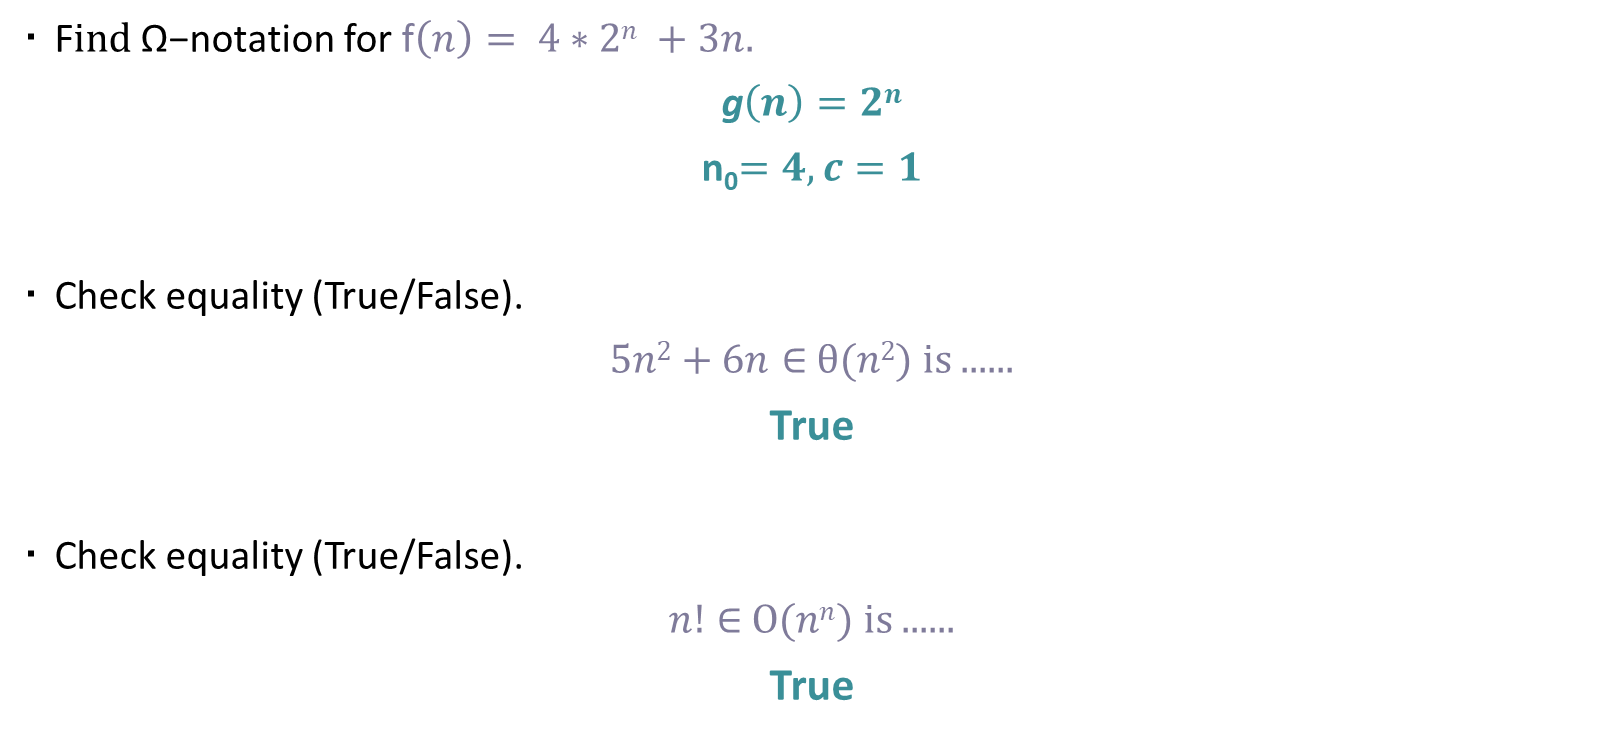 ▪ Find Ω−notation for f(n) = 4 ∗ 2ⁿ + 3n.
g(n) = 2ⁿ
n₀= 4, c = 1
▪ Check equality (True/False).
5n² + 6n ∈ θ(n²) is ......
True
▪ Check equality (True/False).
n! ∈ O(nⁿ) is ......
True